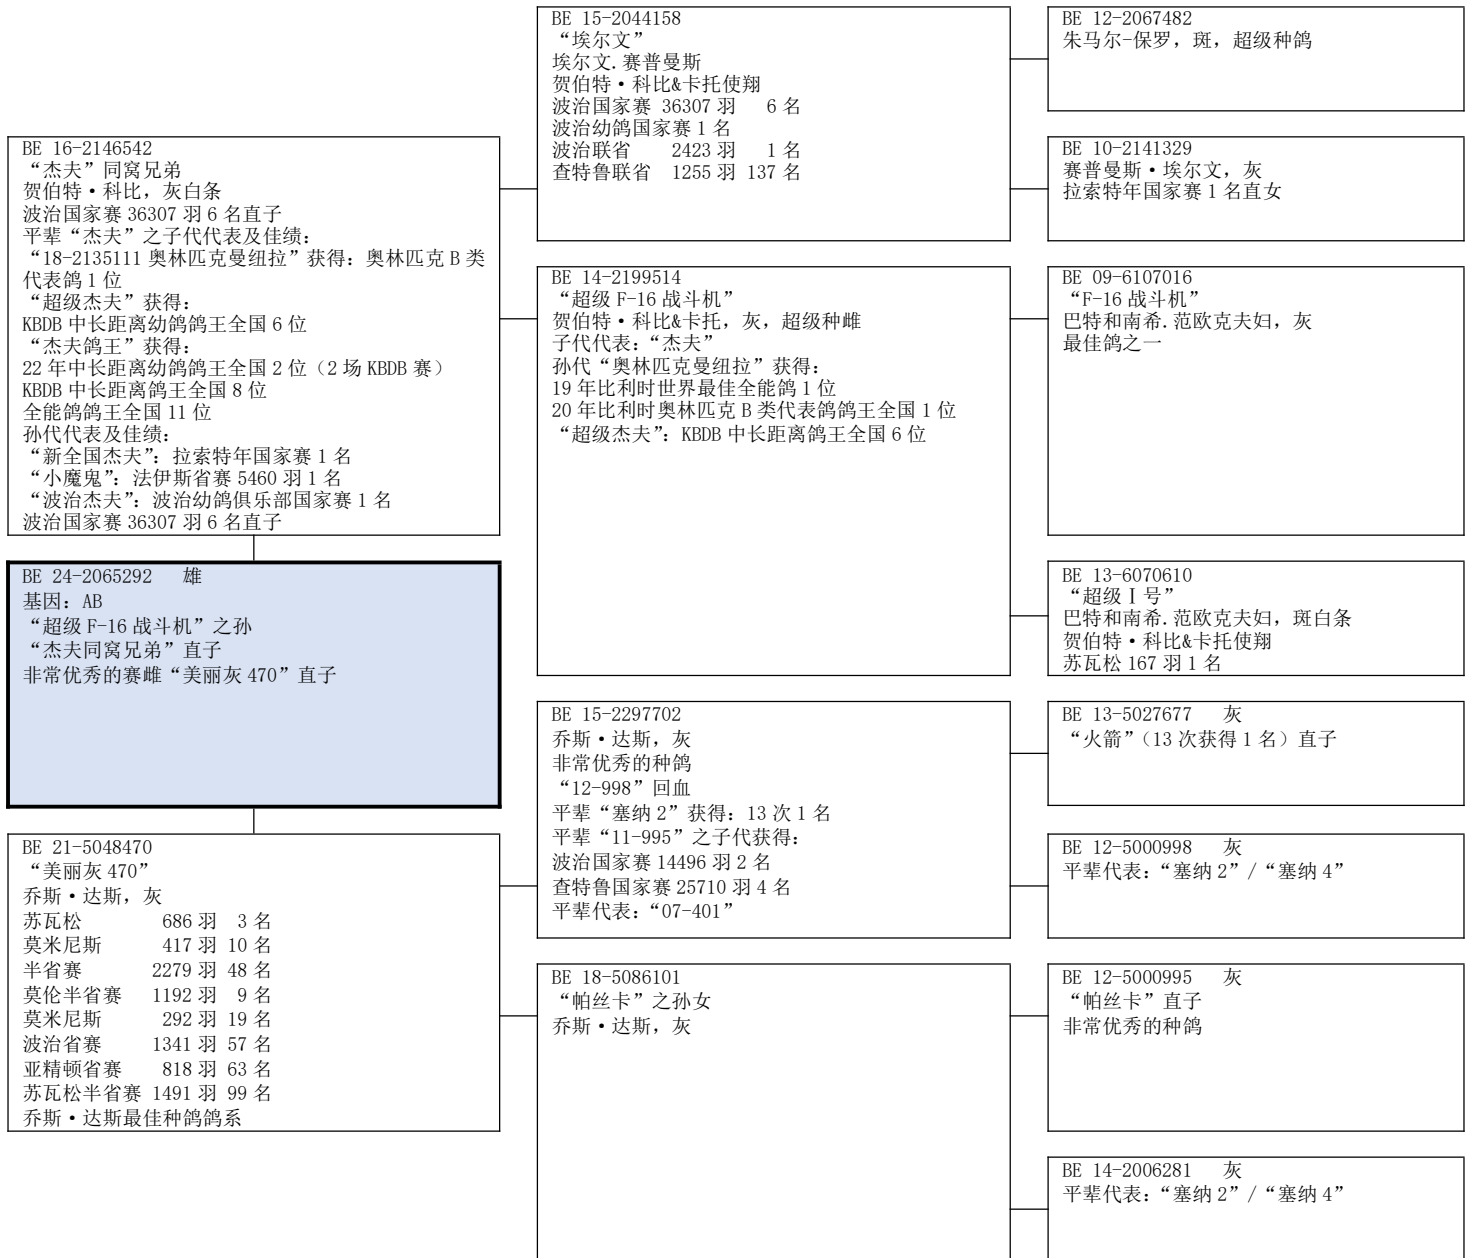 BE 16-2146542
“杰夫”同窝兄弟
贺伯特·科比，灰白条
波治国家赛 36307 羽 6 名直子
平辈“杰夫”之子代代表及佳绩：
“18-2135111 奥林匹克曼纽拉”获得：奥林匹克 B 类
代表鸽 1 位
“超级杰夫”获得：
KBDB 中长距离幼鸽鸽王全国 6 位
“杰夫鸽王”获得：
22 年中长距离幼鸽鸽王全国 2 位（2 场 KBDB 赛）
KBDB 中长距离鸽王全国 8 位
全能鸽鸽王全国 11 位
孙代代表及佳绩：
“新全国杰夫”：拉索特年国家赛 1 名
“小魔鬼”：法伊斯省赛 5460 羽 1 名
“波治杰夫”：波治幼鸽俱乐部国家赛 1 名
波治国家赛 36307 羽 6 名直子
BE 24-2065292 雄
基因：AB
“超级 F-16 战斗机”之孙
“杰夫同窝兄弟”直子
非常优秀的赛雌“美丽灰 470”直子
BE 21-5048470
“美丽灰 470”
乔斯·达斯，灰
苏瓦松 686 羽 3 名
莫米尼斯 417 羽 10 名
半省赛 2279 羽 48 名
莫伦半省赛 1192 羽 9 名
莫米尼斯 292 羽 19 名
波治省赛 1341 羽 57 名
亚精顿省赛 818 羽 63 名
苏瓦松半省赛 1491 羽 99 名
乔斯·达斯最佳种鸽鸽系
BE 15-2044158
“埃尔文”
埃尔文.赛普曼斯
贺伯特·科比&卡托使翔
波治国家赛 36307 羽 6 名
波治幼鸽国家赛 1 名
波治联省 2423 羽 1 名
查特鲁联省 1255 羽 137 名
BE 14-2199514
“超级 F-16 战斗机”
贺伯特·科比&卡托，灰，超级种雌
子代代表：“杰夫”
孙代“奥林匹克曼纽拉”获得：
19 年比利时世界最佳全能鸽 1 位
20 年比利时奥林匹克 B 类代表鸽鸽王全国 1 位
“超级杰夫”：KBDB 中长距离鸽王全国 6 位
BE 15-2297702
乔斯·达斯，灰
非常优秀的种鸽
“12-998”回血
平辈“塞纳 2”获得：13 次 1 名
平辈“11-995”之子代获得：
波治国家赛 14496 羽 2 名
查特鲁国家赛 25710 羽 4 名
平辈代表：“07-401”
BE 18-5086101
“帕丝卡”之孙女
乔斯·达斯，灰
BE 12-2067482
朱马尔-保罗，斑，超级种鸽
BE 10-2141329
赛普曼斯·埃尔文，灰
拉索特年国家赛 1 名直女
BE 09-6107016
“F-16 战斗机”
巴特和南希.范欧克夫妇，灰
最佳鸽之一
BE 13-6070610
“超级Ⅰ号”
巴特和南希.范欧克夫妇，斑白条
贺伯特·科比&卡托使翔
苏瓦松 167 羽 1 名
BE 13-5027677 灰
“火箭”（13 次获得 1 名）直子
BE 12-5000998 灰
平辈代表：“塞纳 2”/“塞纳 4”
BE 12-5000995 灰
“帕丝卡”直子
非常优秀的种鸽
BE 14-2006281 灰
平辈代表：“塞纳 2”/“塞纳 4”